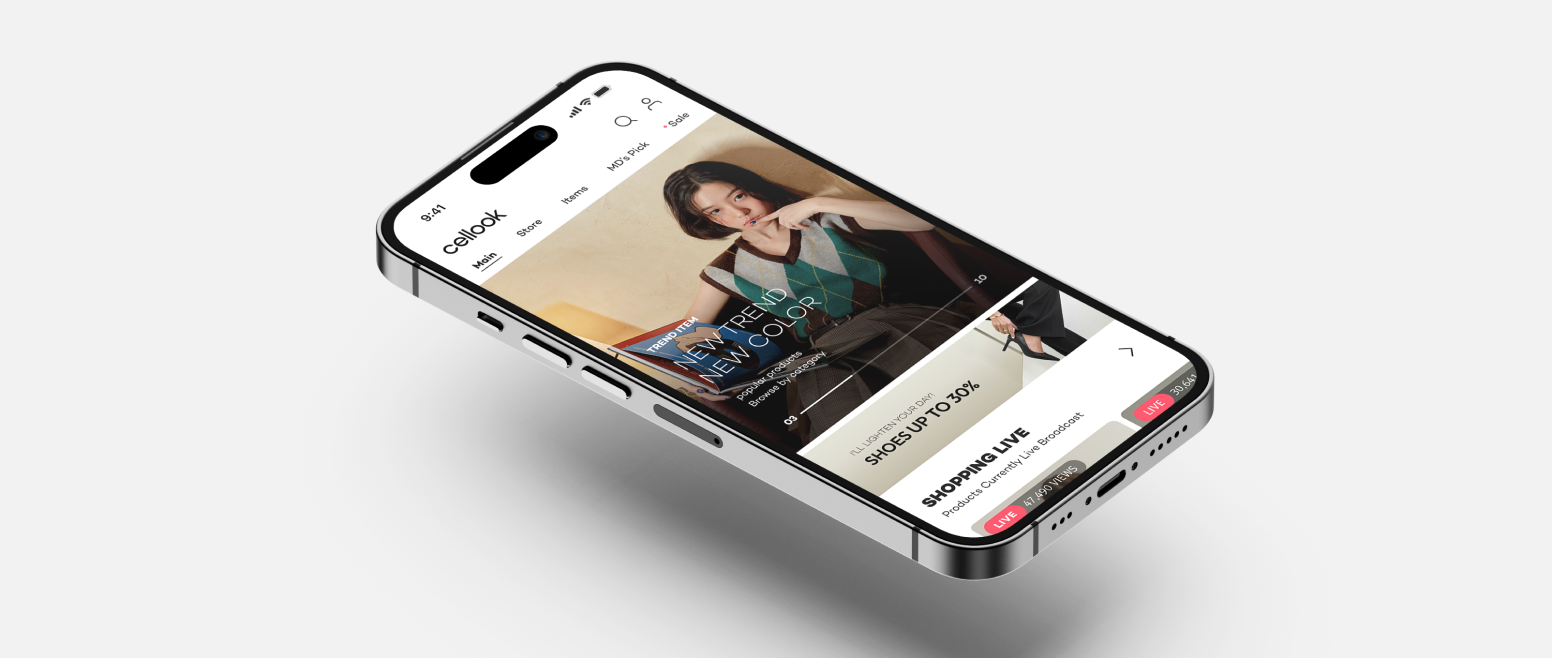 9:41
cellook
Main Store Items MD's Pick Sale
TREND ITEM
NEW TREND
NEW COLOR
popular products
Browse by category
03 10
I'LL LIGHTEN YOUR DAY!
SHOES UP TO 30%
SHOPPING LIVE
Products Currently Live Broadcast
LIVE 47,490 VIEWS
LIVE 30,641